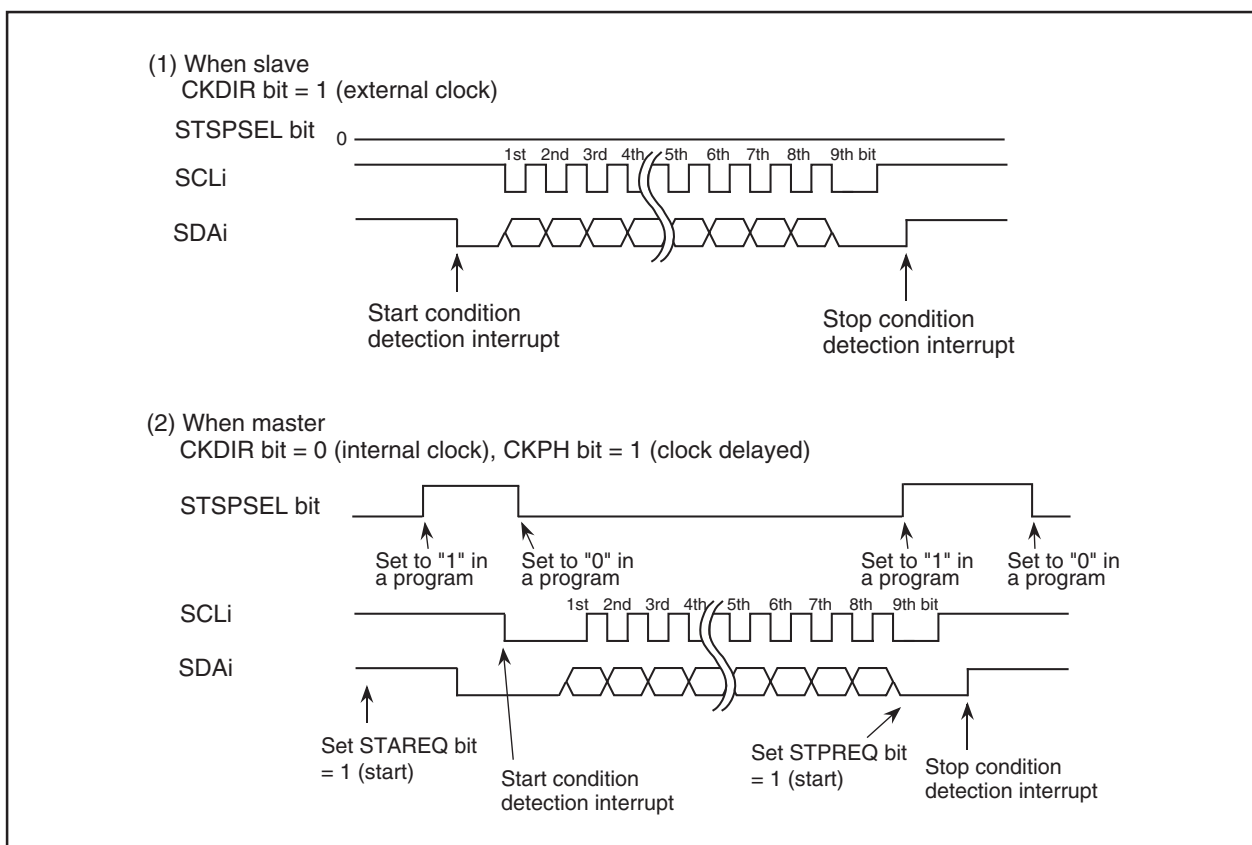 (1) When slave
CKDIR bit = 1 (external clock)
STSPSEL bit 0
1st 2nd 3rd 4th 5th 6th 7th 8th 9th bit
SCLi
SDAi
Start condition
detection interrupt
Stop condition
detection interrupt
(2) When master
CKDIR bit = 0 (internal clock), CKPH bit = 1 (clock delayed)
STSPSEL bit
Set to "1" in
a program
Set to "0" in
a program
Set to "1" in
a program
Set to "0" in
a program
1st 2nd 3rd 4th 5th 6th 7th 8th 9th bit
SCLi
SDAi
Set STAREQ bit
= 1 (start)
Start condition
detection interrupt
Set STPREQ bit
= 1 (start)
Stop condition
detection interrupt